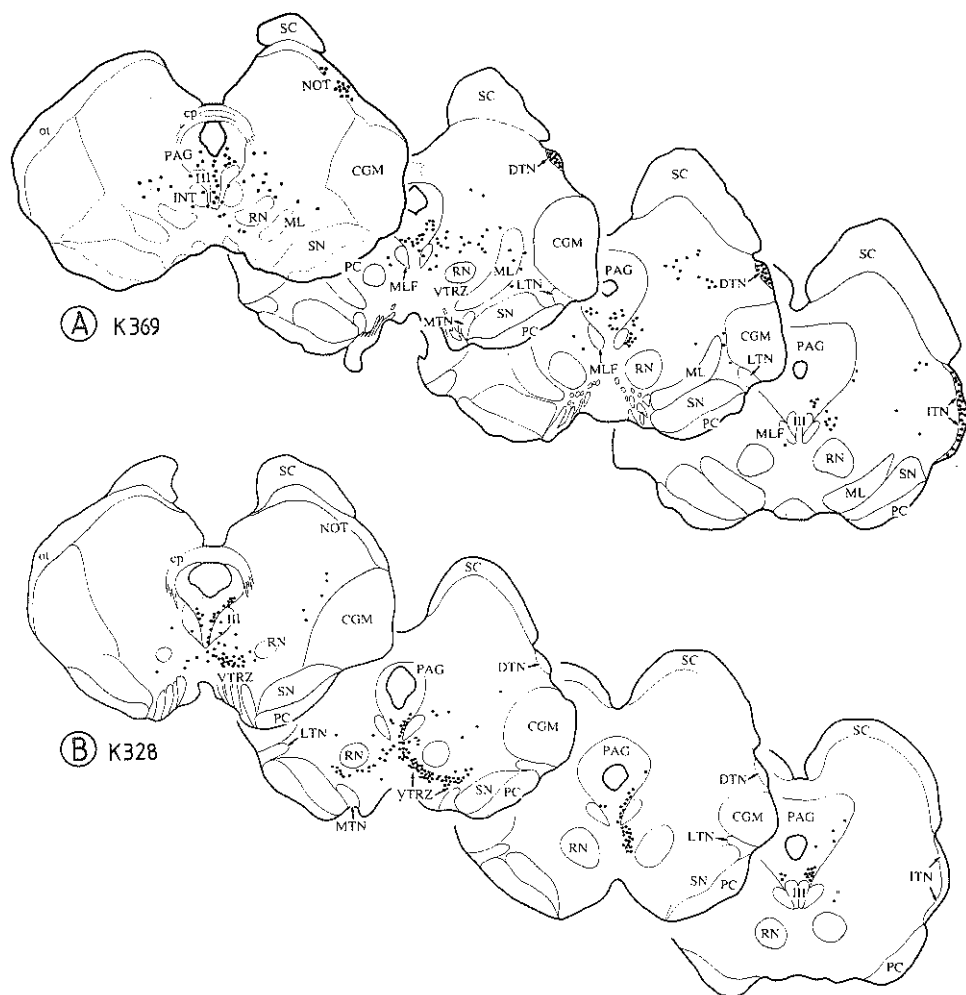 SC
NOT
ot
cp
PAG
III
INT
CGM
RN
ML
SN
A K369
SC
DTN
CGM
PC
MLF
RN
VTRZ
ML
LTN
MTN
SN
PC
SC
PAG
DTN
CGM
LTN
MLF
RN
ML
SN
PC
SC
PAG
ITN
III
MLF
RN
SN
ML
PC
SC
NOT
ot
cp
III
CGM
RN
VTRZ
SN
PC
B K328
SC
DTN
PAG
CGM
LTN
RN
SN
PC
VTRZ
MTN
SC
PAG
DTN
CGM
LTN
RN
SN
PC
SC
PAG
ITN
III
RN
PC